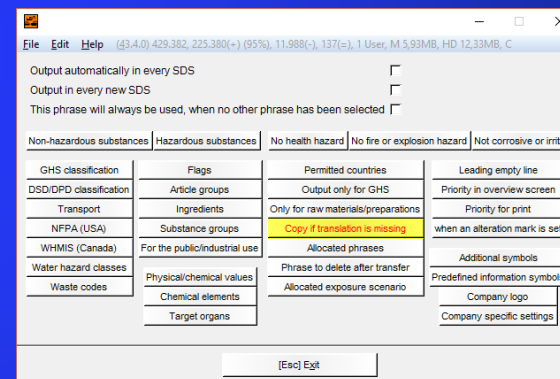 File Edit Help (43.4.0) 429.382, 225.380(+) (95%), 11.988(-), 137(=), 1 User, M 5,93MB, HD 12,33MB, C
Output automatically in every SDS
Output in every new SDS
This phrase will always be used, when no other phrase has been selected
Non-hazardous substances Hazardous substances No health hazard No fire or explosion hazard Not corrosive or irrit
GHS classification Flags Permitted countries Leading empty line
DSD/DPD classification Article groups Output only for GHS Priority in overview screen
Transport Ingredients Only for raw materials/preparations Priority for print
NFPA (USA) Substance groups Copy if translation is missing when an alteration mark is set
WHMIS (Canada) For the public/industrial use Allocated phrases
Additional symbols
Water hazard classes Phrase to delete after transfer
Physical/chemical values Predefined information symbols
Waste codes Allocated exposure scenario
Chemical elements Company logo
Target organs Company specific settings
[Esc] Exit